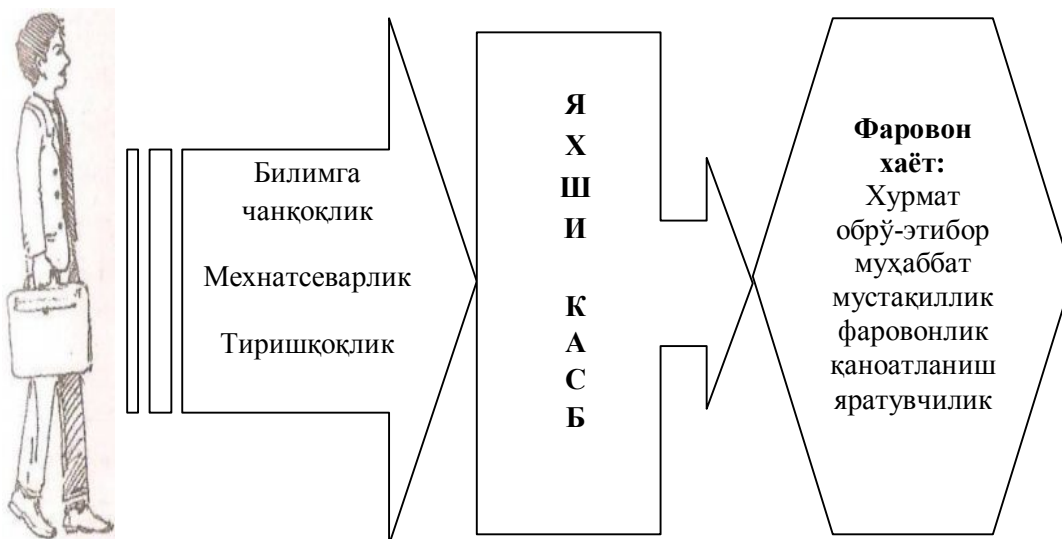 Билимга
чанқоқлик
Мехнатсеварлик
Тиришқоқлик
Я
Х
Ш
И
К
А
С
Б
Фаровон
хаёт:
Хурмат
обрў-этибор
муҳаббат
мустақиллик
фаровонлик
қаноатланиш
яратувчилик